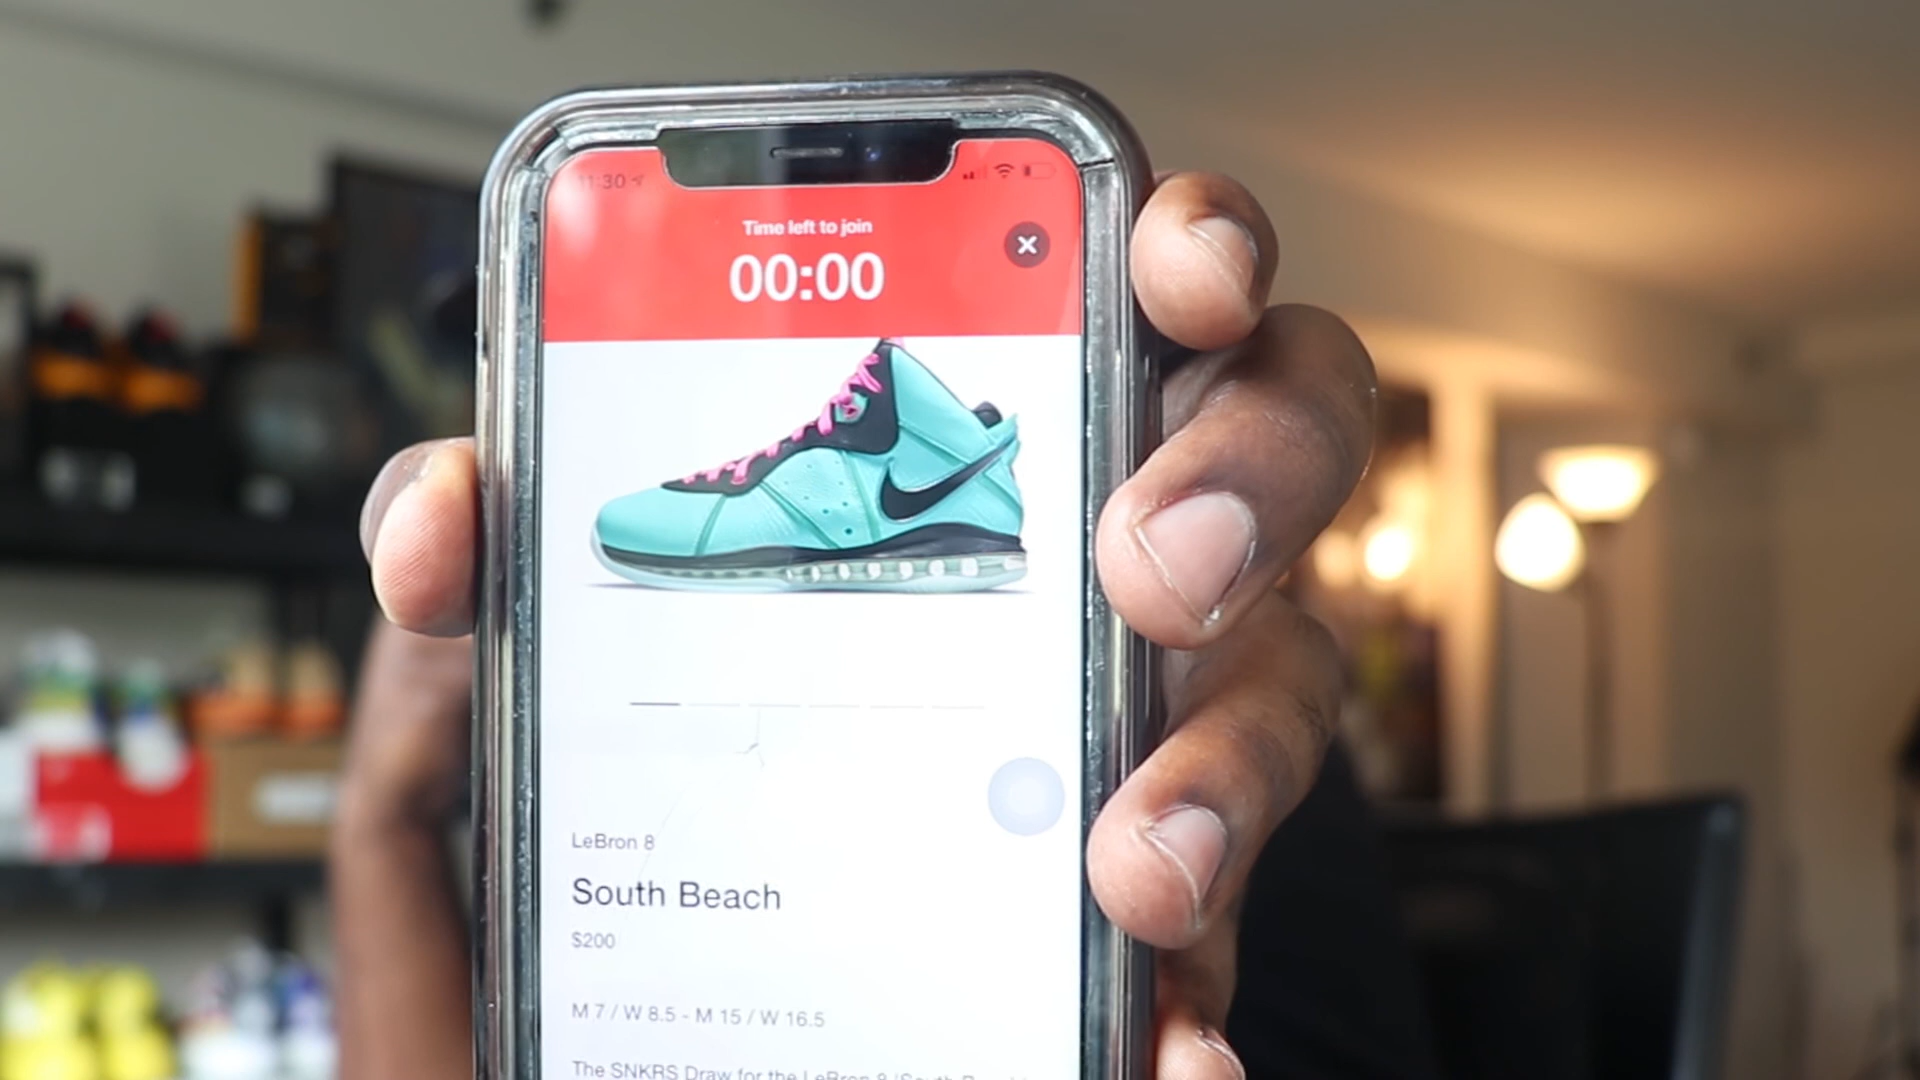 11:30
Time left to join
00:00
LeBron 8
South Beach
$200
M 7 / W 8.5 - M 15 / W 16.5
The SNKRS Draw for the LeBron 8 'South